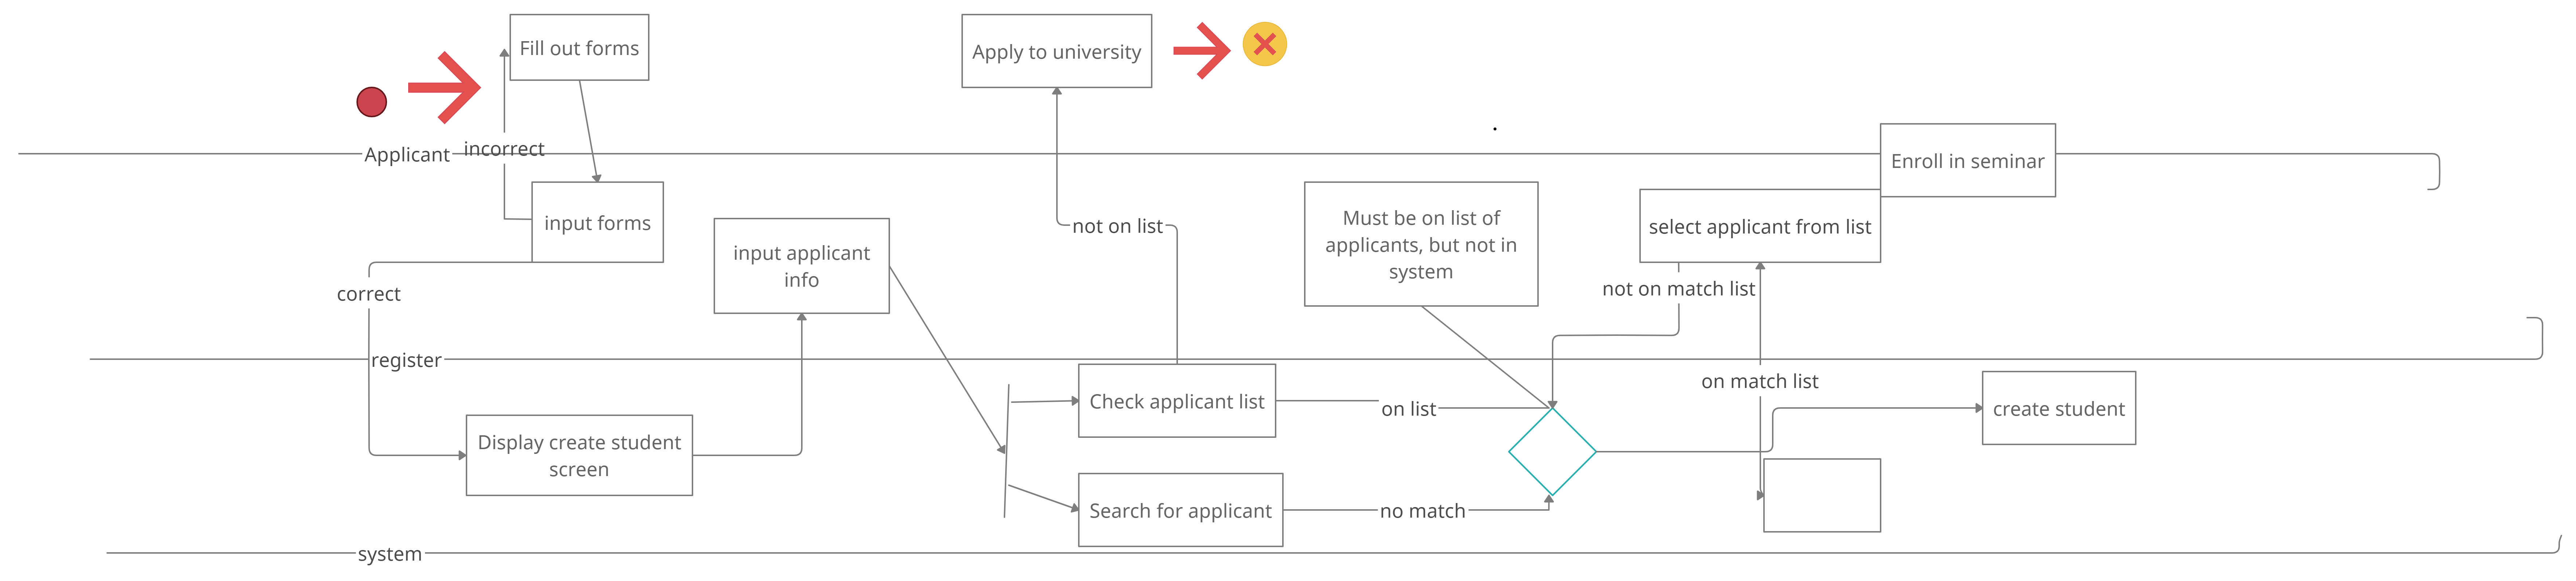 Fill out forms
Apply to university
Applicant
incorrect
Enroll in seminar
input forms
input applicant
info
not on list
Must be on list of
applicants, but not in
system
select applicant from list
correct
not on match list
register
on match list
Check applicant list
on list
create student
Display create student
screen
Search for applicant
no match
system